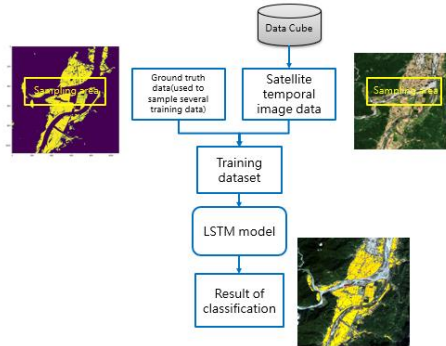 Data Cube
Sampling area
Ground truth
data(used to
sample several
training data)
Satellite
temporal
image data
Sampling area
Training
dataset
LSTM model
Result of
classification